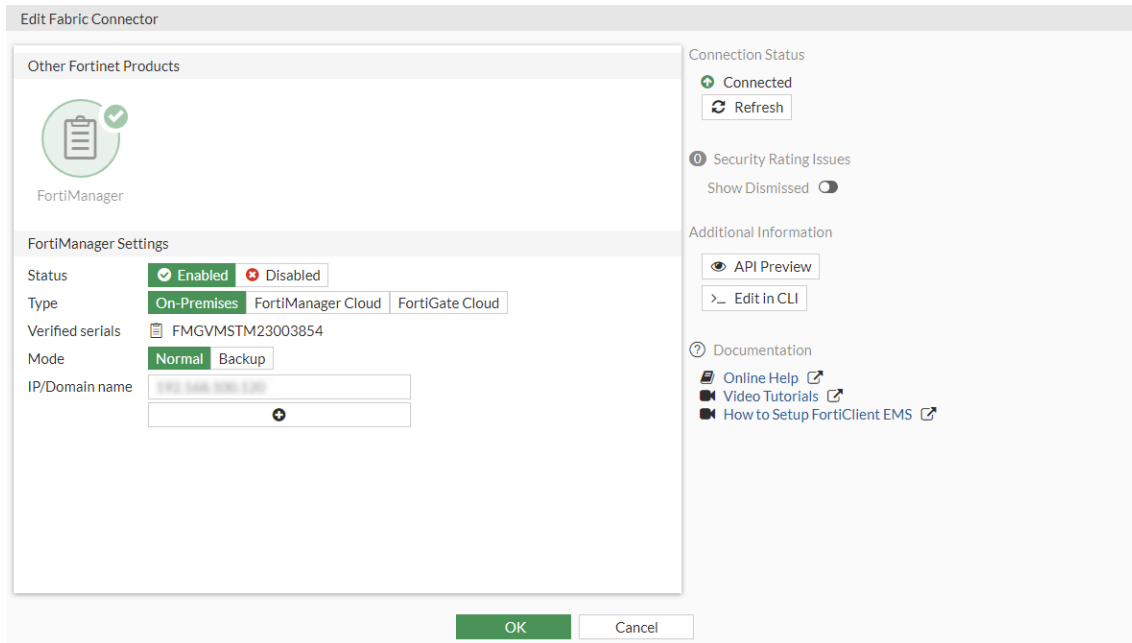 Edit Fabric Connector
Other Fortinet Products
FortiManager
FortiManager Settings
Status Enabled Disabled
Type On-Premises FortiManager Cloud FortiGate Cloud
Verified serials FMGVMSTM23003854
Mode Normal Backup
IP/Domain name
Connection Status
Connected
Refresh
0 Security Rating Issues
Show Dismissed
Additional Information
API Preview
>_ Edit in CLI
? Documentation
Online Help
Video Tutorials
How to Setup FortiClient EMS
OK Cancel